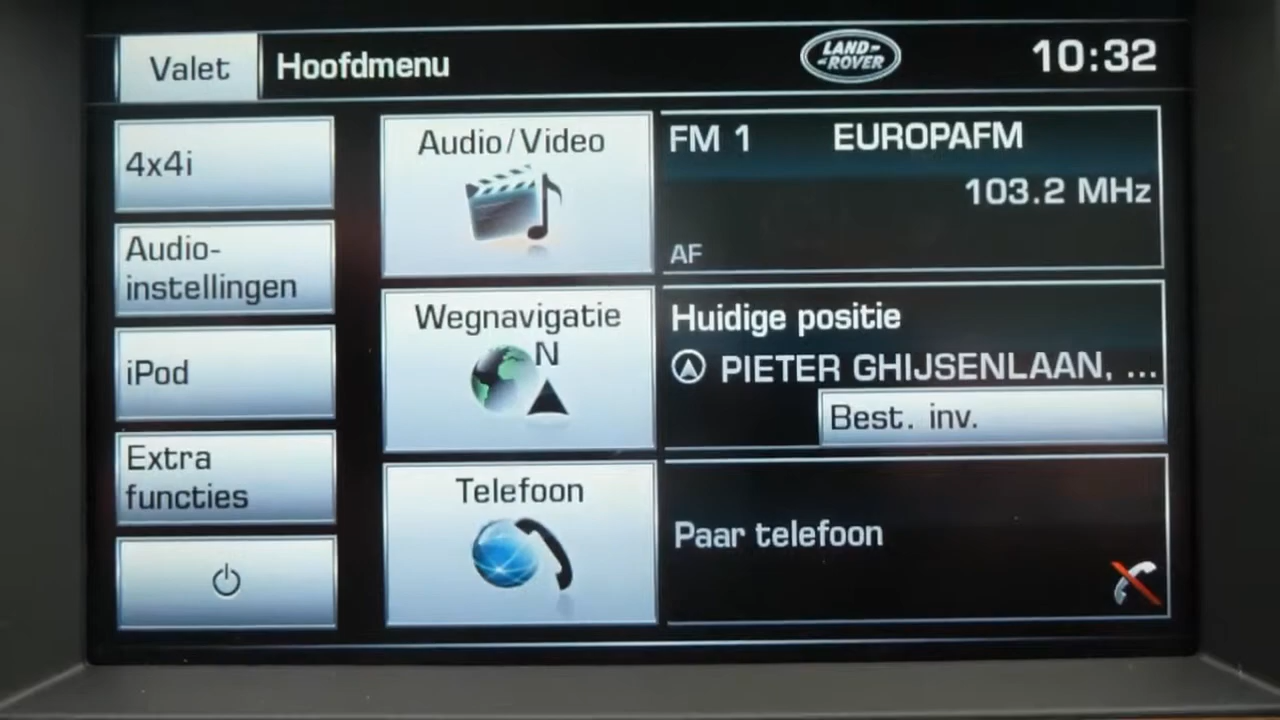 Valet
Hoofdmenu
LAND-
-ROVER
10:32
4x4i
Audio-
instellingen
iPod
Extra
functies
Audio/Video
Wegnavigatie
N
Telefoon
FM 1 EUROPAFM
103.2 MHz
AF
Huidige positie
PIETER GHIJSENLAAN, ...
Best. inv.
Paar telefoon